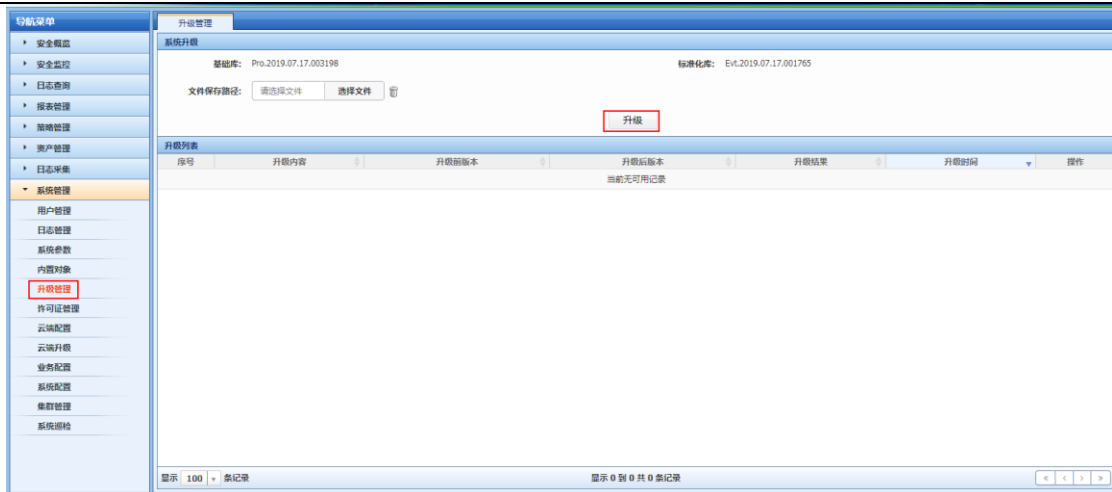 导航菜单
安全概览
安全监控
日志查询
报表管理
策略管理
资产管理
日志采集
系统管理
用户管理
日志管理
系统参数
内置对象
升级管理
许可证管理
云端配置
云端升级
业务配置
系统配置
集群管理
系统巡检
升级管理
系统升级
基础库: Pro.2019.07.17.003198 标准化库: Evt.2019.07.17.001765
文件保存路径: 请选择文件 选择文件
升级
升级列表
序号 升级内容 升级前版本 升级后版本 升级结果 升级时间 操作
当前无可用记录
显示 100 条记录 显示 0 到 0 共 0 条记录 « < > »